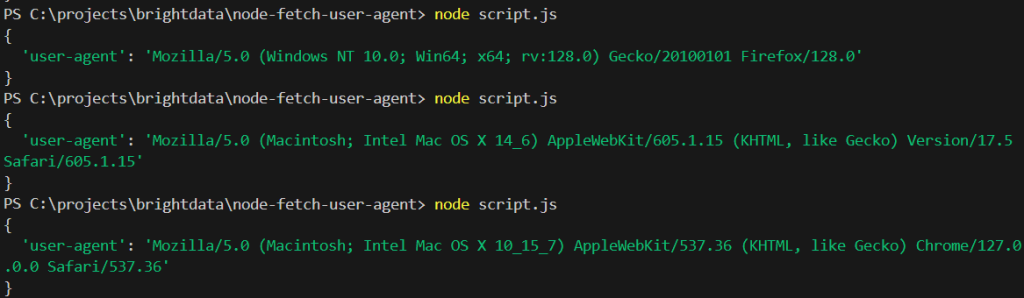 PS C:\projects\brightdata\node-fetch-user-agent> node script.js
{
  'user-agent': 'Mozilla/5.0 (Windows NT 10.0; Win64; x64; rv:128.0) Gecko/20100101 Firefox/128.0'
}
PS C:\projects\brightdata\node-fetch-user-agent> node script.js
{
  'user-agent': 'Mozilla/5.0 (Macintosh; Intel Mac OS X 14_6) AppleWebKit/605.1.15 (KHTML, like Gecko) Version/17.5
Safari/605.1.15'
}
PS C:\projects\brightdata\node-fetch-user-agent> node script.js
{
  'user-agent': 'Mozilla/5.0 (Macintosh; Intel Mac OS X 10_15_7) AppleWebKit/537.36 (KHTML, like Gecko) Chrome/127.0
.0.0 Safari/537.36'
}